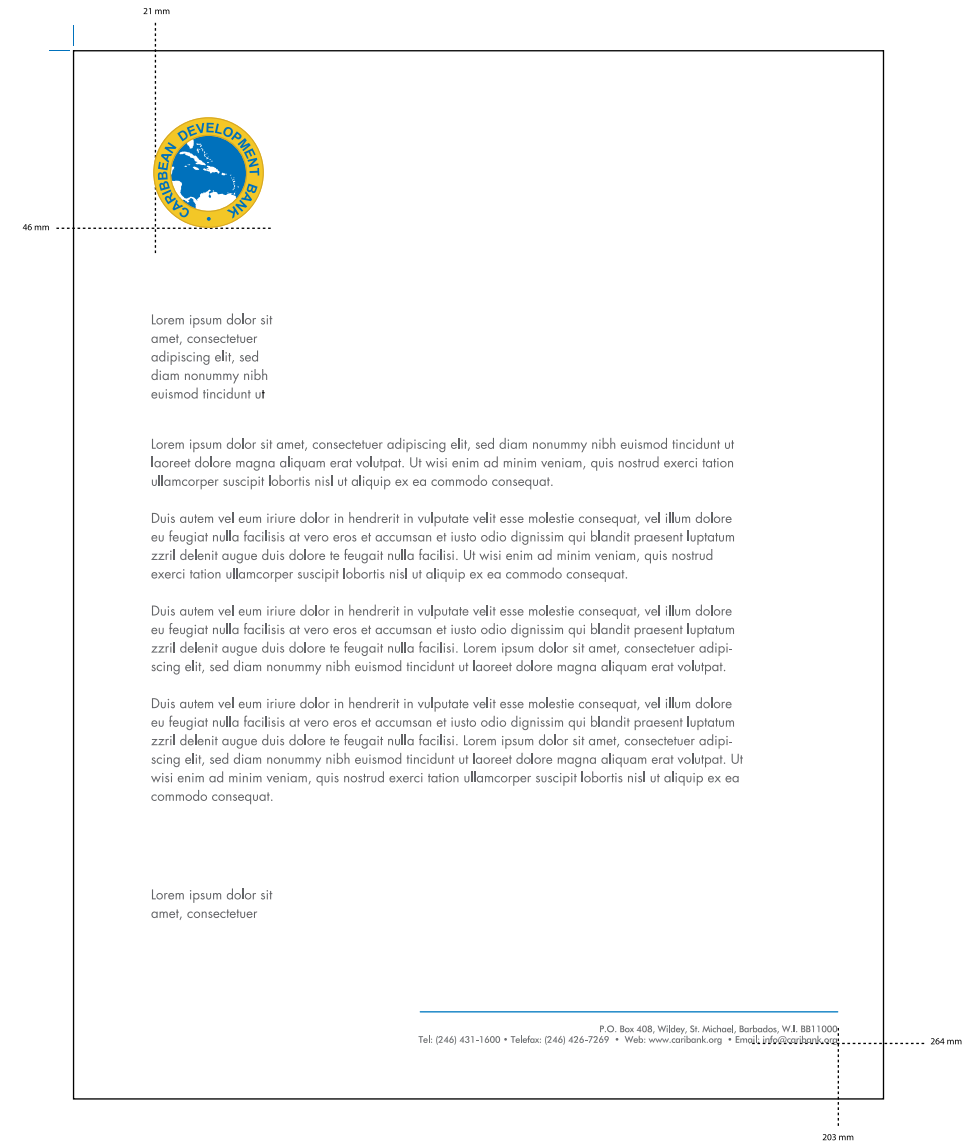 21 mm
CARIBBEAN DEVELOPMENT BANK
46 mm
Lorem ipsum dolor sit
amet, consectetuer
adipiscing elit, sed
diam nonummy nibh
euismod tincidunt ut
Lorem ipsum dolor sit amet, consectetuer adipiscing elit, sed diam nonummy nibh euismod tincidunt ut
laoreet dolore magna aliquam erat volutpat. Ut wisi enim ad minim veniam, quis nostrud exerci tation
ullamcorper suscipit lobortis nisl ut aliquip ex ea commodo consequat.
Duis autem vel eum iriure dolor in hendrerit in vulputate velit esse molestie consequat, vel illum dolore
eu feugiat nulla facilisis at vero eros et accumsan et iusto odio dignissim qui blandit praesent luptatum
zzril delenit augue duis dolore te feugait nulla facilisi. Ut wisi enim ad minim veniam, quis nostrud
exerci tation ullamcorper suscipit lobortis nisl ut aliquip ex ea commodo consequat.
Duis autem vel eum iriure dolor in hendrerit in vulputate velit esse molestie consequat, vel illum dolore
eu feugiat nulla facilisis at vero eros et accumsan et iusto odio dignissim qui blandit praesent luptatum
zzril delenit augue duis dolore te feugait nulla facilisi. Lorem ipsum dolor sit amet, consectetuer adipi-
scing elit, sed diam nonummy nibh euismod tincidunt ut laoreet dolore magna aliquam erat volutpat.
Duis autem vel eum iriure dolor in hendrerit in vulputate velit esse molestie consequat, vel illum dolore
eu feugiat nulla facilisis at vero eros et accumsan et iusto odio dignissim qui blandit praesent luptatum
zzril delenit augue duis dolore te feugait nulla facilisi. Lorem ipsum dolor sit amet, consectetuer adipi-
scing elit, sed diam nonummy nibh euismod tincidunt ut laoreet dolore magna aliquam erat volutpat. Ut
wisi enim ad minim veniam, quis nostrud exerci tation ullamcorper suscipit lobortis nisl ut aliquip ex ea
commodo consequat.
Lorem ipsum dolor sit
amet, consectetuer
P.O. Box 408, Wildey, St. Michael, Barbados, W.I. BB11000
Tel: (246) 431-1600 • Telefax: (246) 426-7269 • Web: www.caribank.org • Email: info@caribank.org
264 mm
203 mm